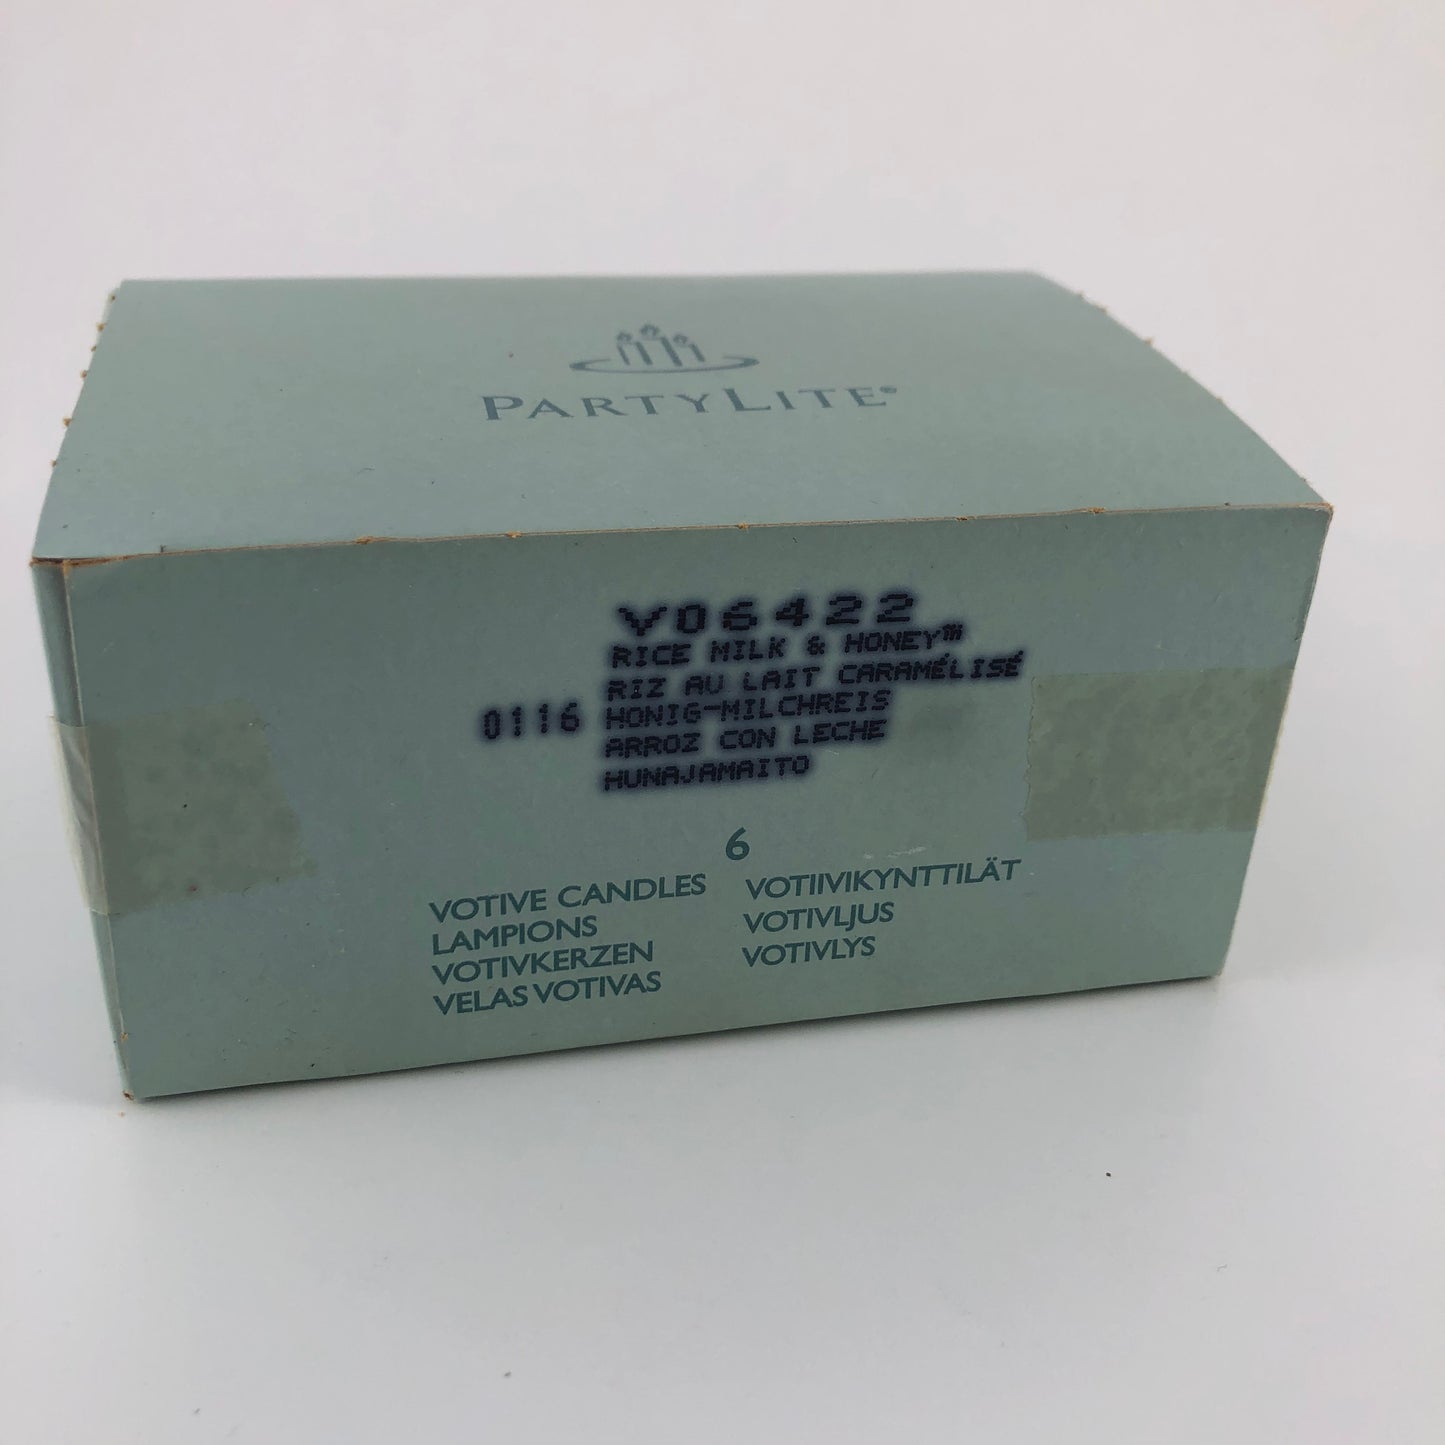 PARTYLITE®
V06422
RICE MILK & HONEY™
RIZ AU LAIT CARAMÉLISÉ
0116 HONIG-MILCHREIS
ARROZ CON LECHE
HUNAJAMAITO
6
VOTIVE CANDLES
LAMPIONS
VOTIVKERZEN
VELAS VOTIVAS
VOTIIVIKYNTTILÄT
VOTIVLJUS
VOTIVLYS